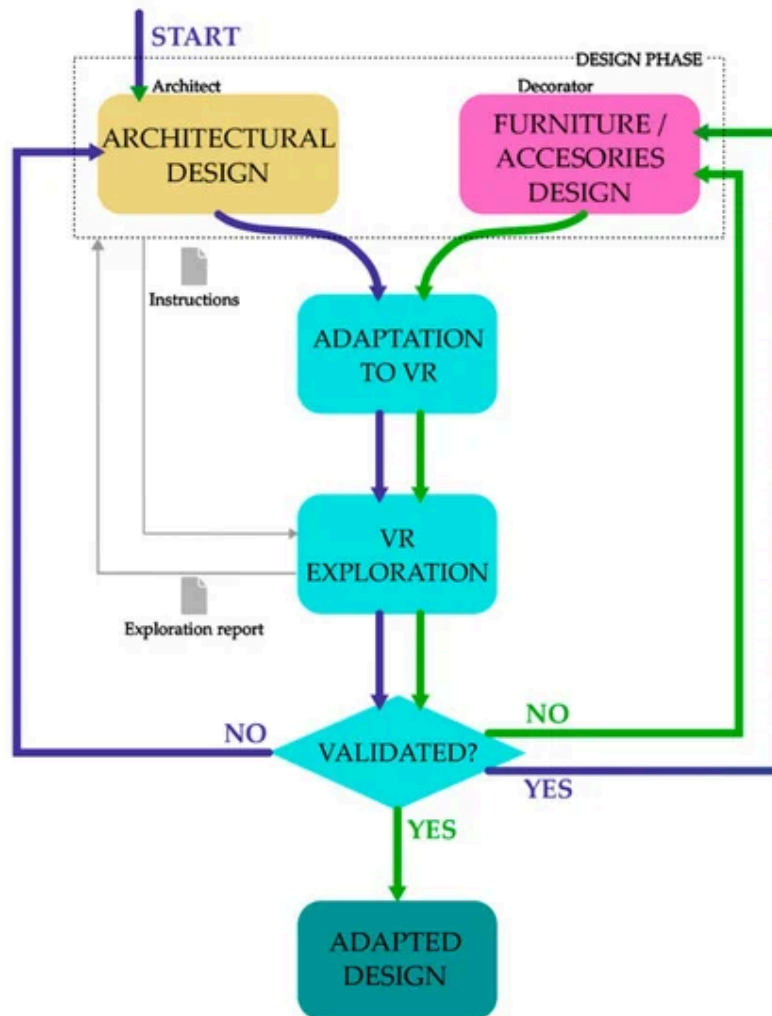 START
DESIGN PHASE
Architect
Decorator
ARCHITECTURAL
DESIGN
FURNITURE /
ACCESORIES
DESIGN
Instructions
ADAPTATION
TO VR
VR
EXPLORATION
Exploration report
NO
VALIDATED?
NO
YES
YES
ADAPTED
DESIGN